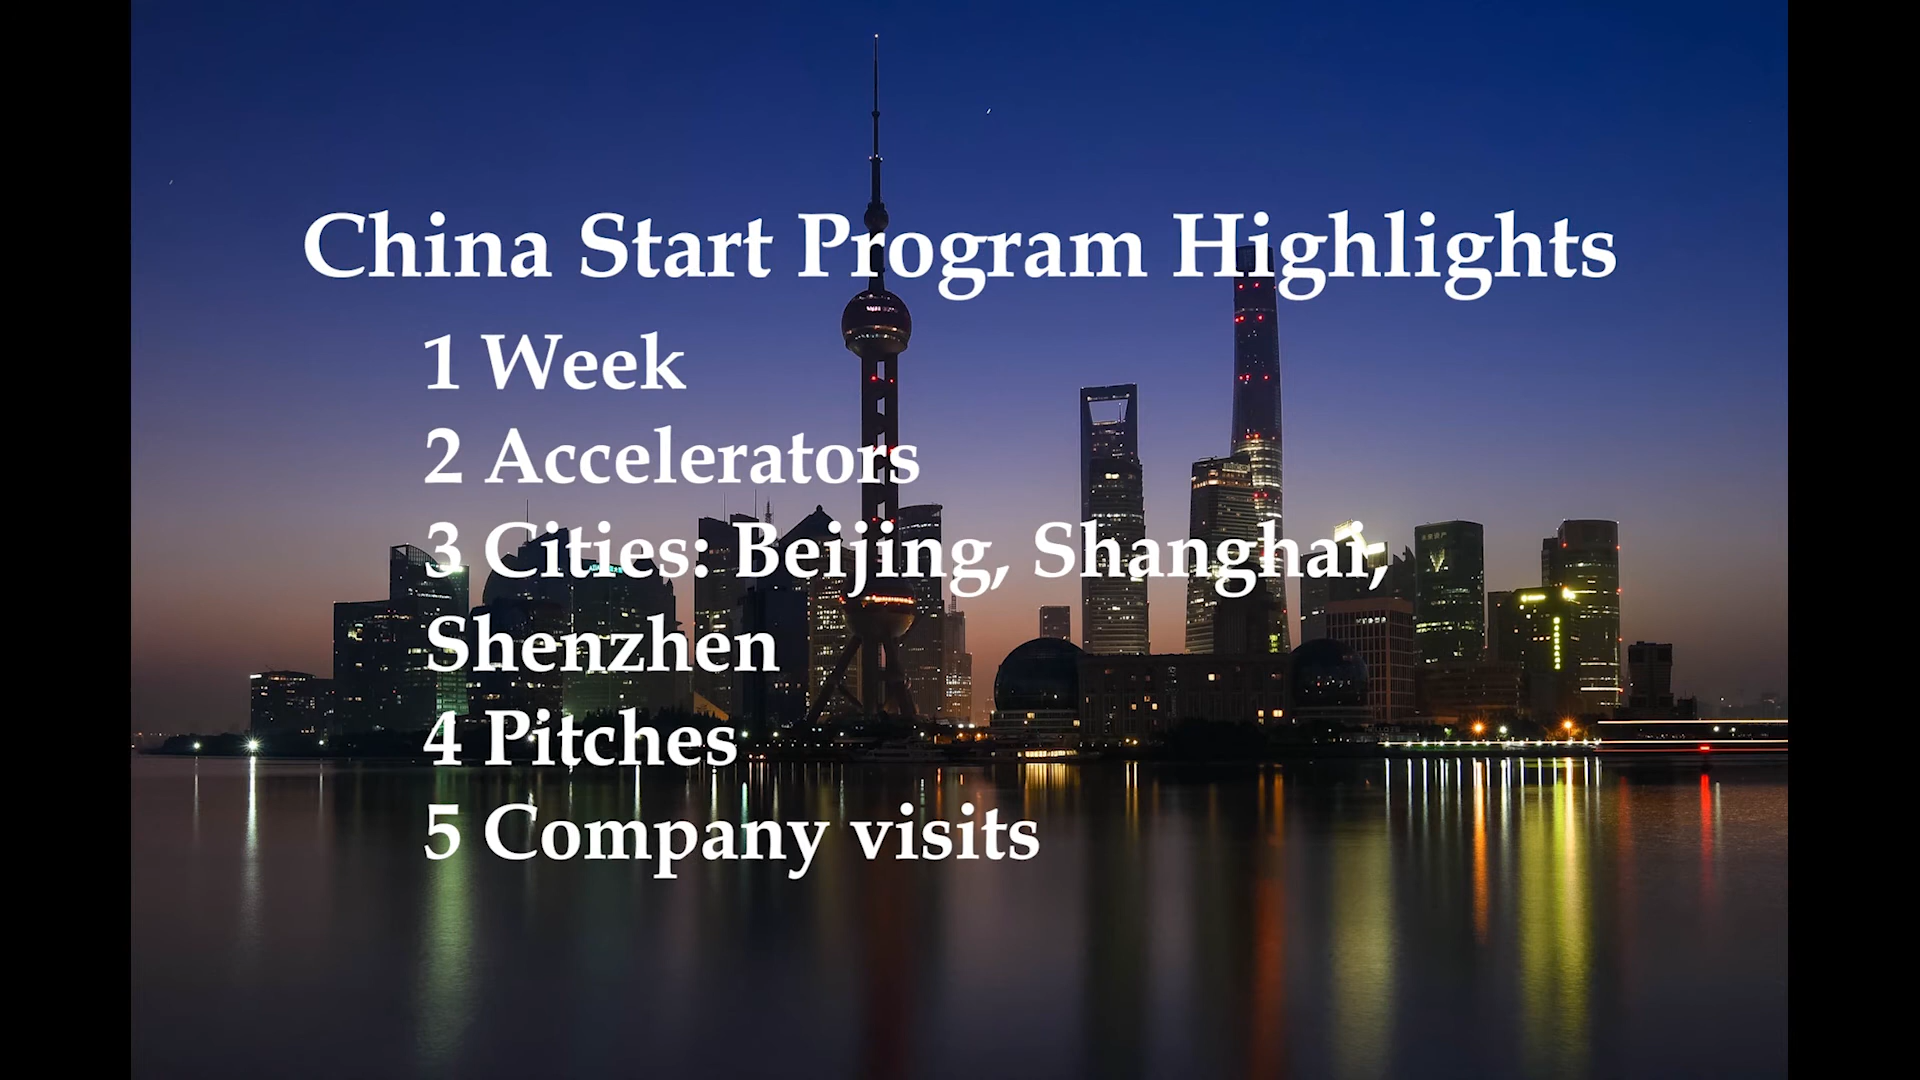 China Start Program Highlights
1 Week
2 Accelerators
3 Cities: Beijing, Shanghai,
Shenzhen
4 Pitches
5 Company visits